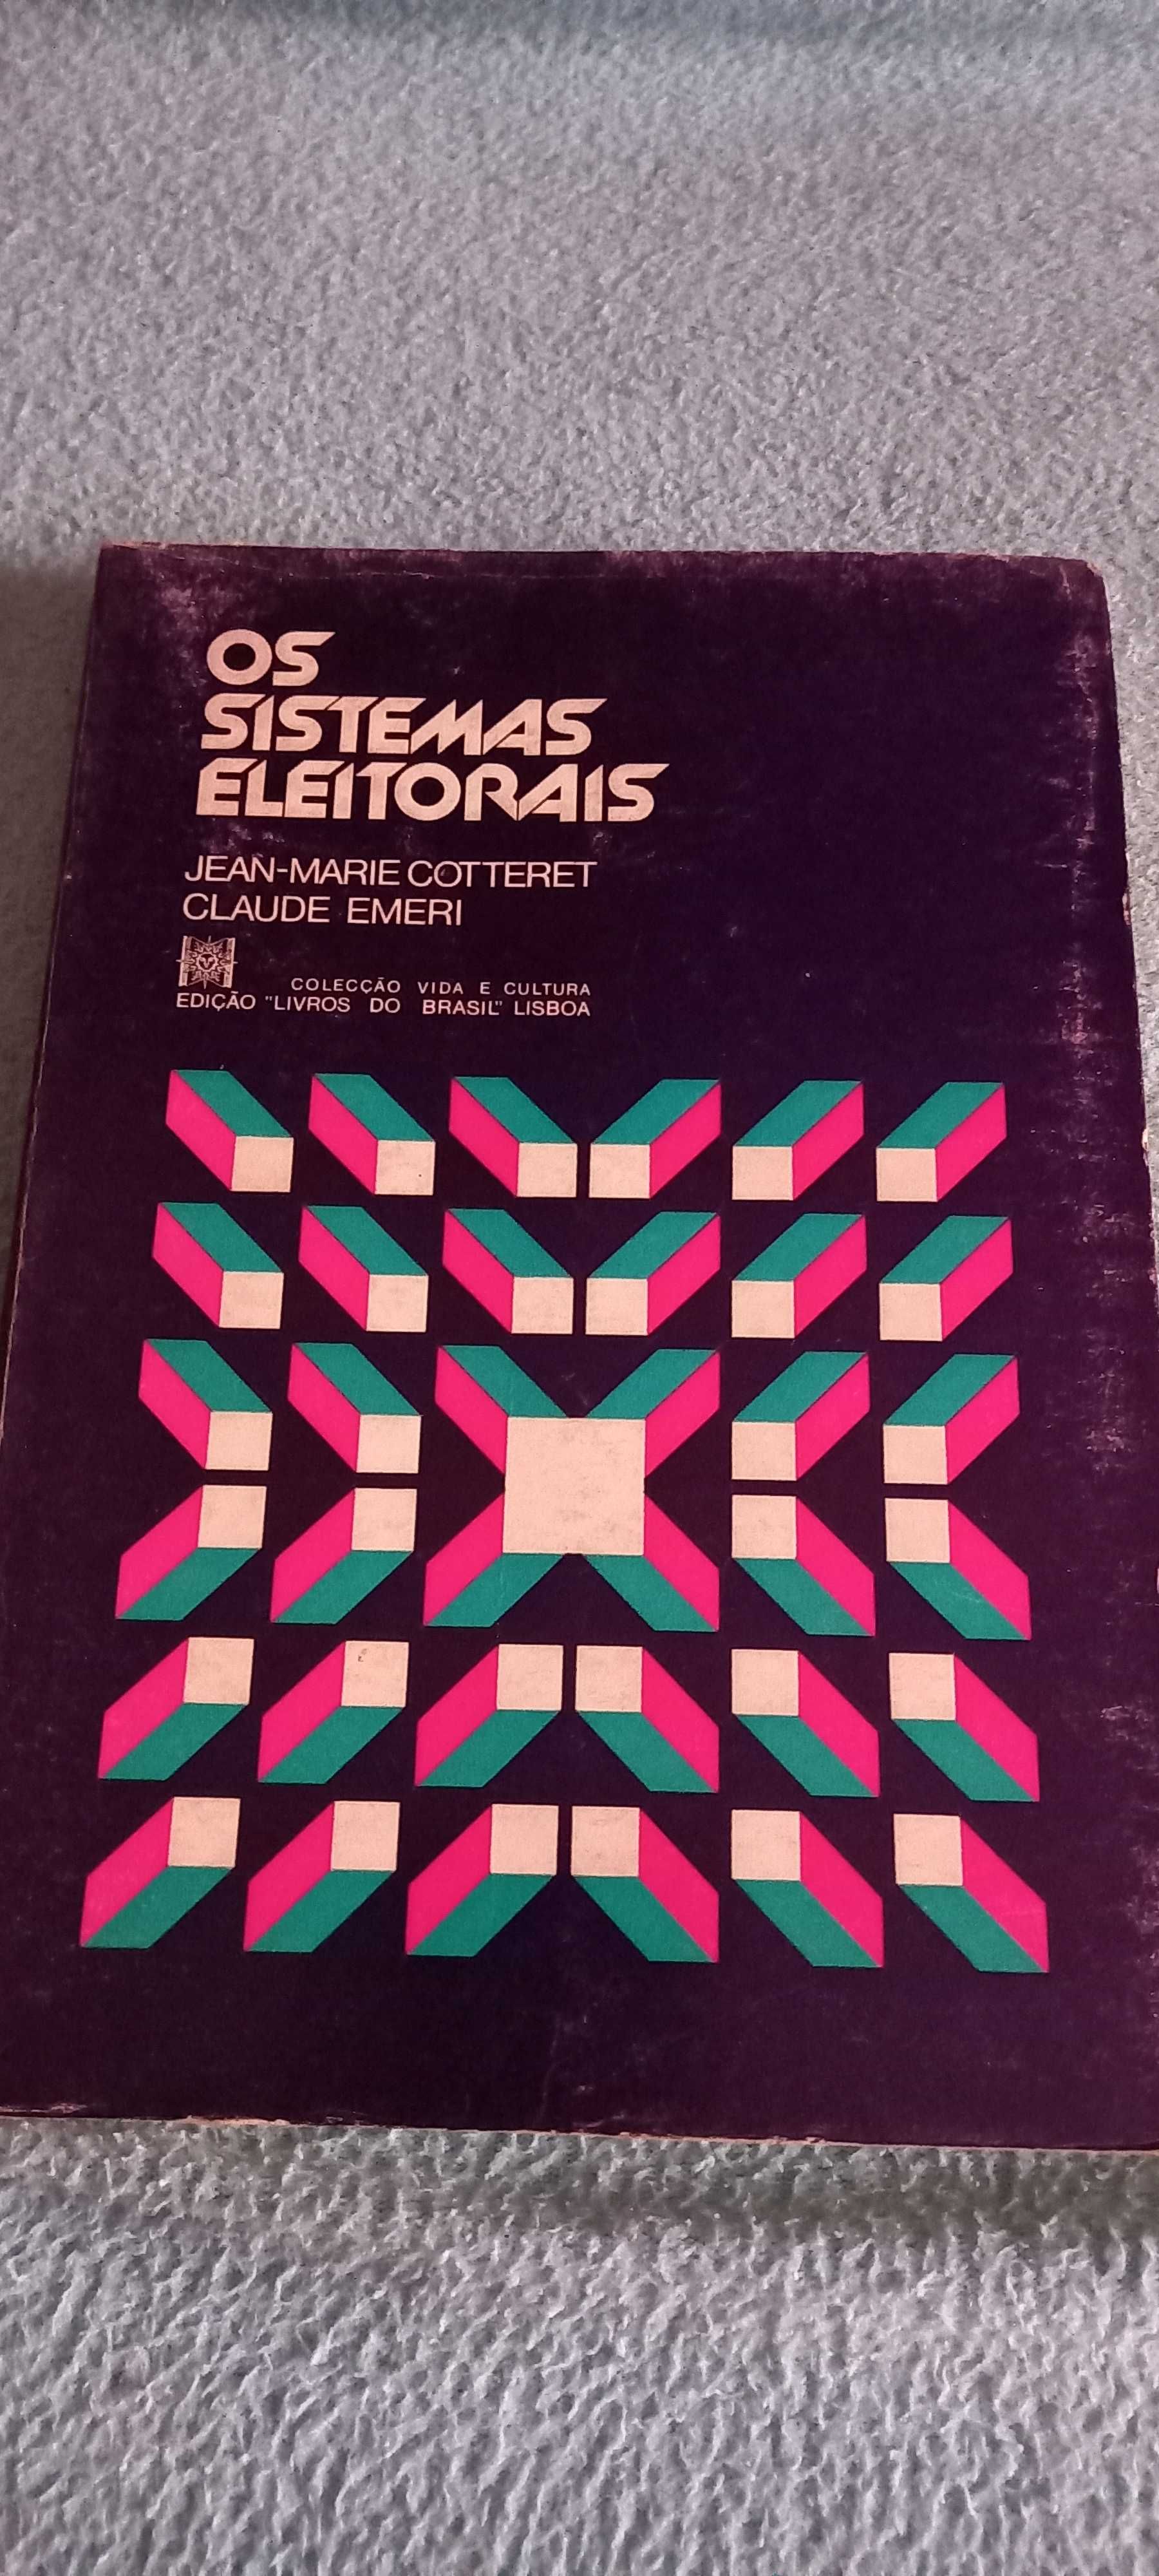 OS
SISTEMAS
ELEITORAIS
JEAN-MARIE COTTERET
CLAUDE EMERI
COLECÇÃO VIDA E CULTURA
EDIÇÃO "LIVROS DO BRASIL" LISBOA